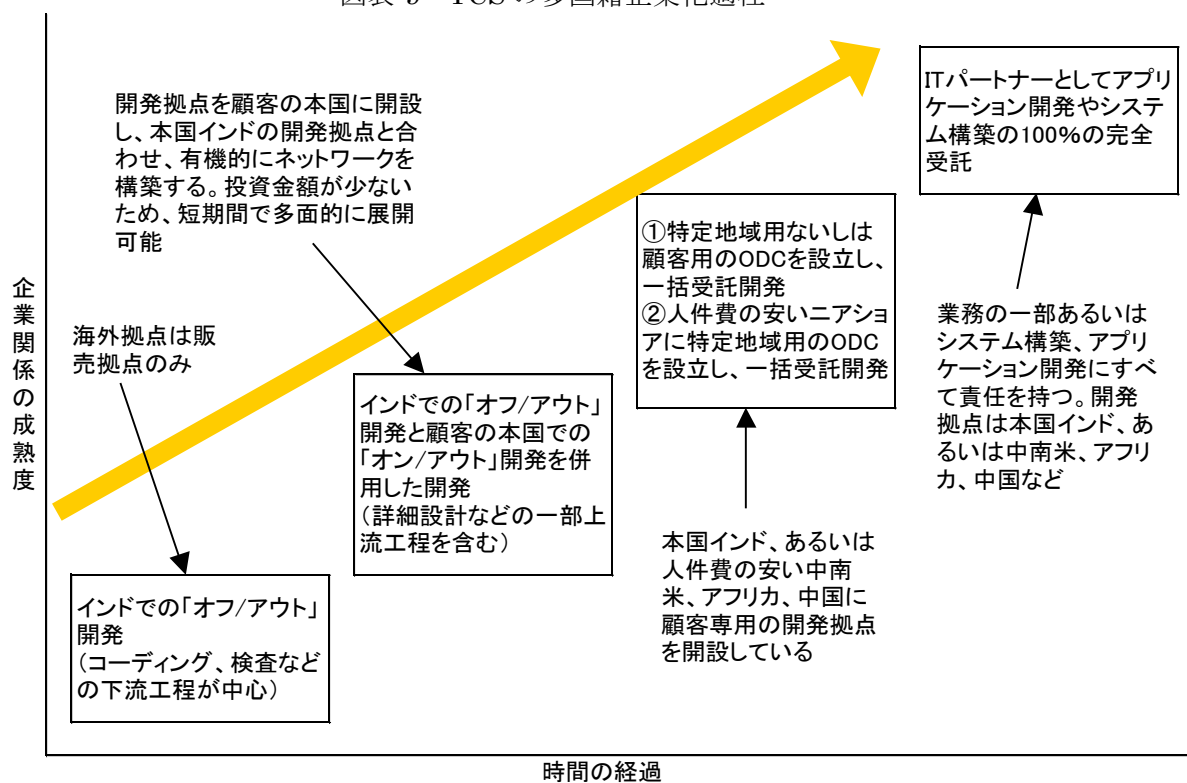 開発拠点を顧客の本国に開設
し、本国インドの開発拠点と合
わせ、有機的にネットワークを
構築する。投資金額が少ない
ため、短期間で多面的に展開
可能
ITパートナーとしてアプリ
ケーション開発やシステ
ム構築の100%の完全
受託
①特定地域用ないしは
顧客用のODCを設立し、
一括受託開発
②人件費の安いニアショ
アに特定地域用のODC
を設立し、一括受託開発
企業関係の成熟度
海外拠点は販
売拠点のみ
業務の一部あるいは
システム構築、アプリ
ケーション開発にすべ
て責任を持つ。開発
拠点は本国インド、あ
るいは中南米、アフリ
カ、中国など
インドでの「オフ/アウト」
開発と顧客の本国での
「オン/アウト」開発を併
用した開発
(詳細設計などの一部上
流工程を含む)
本国インド、あるいは
人件費の安い中南
米、アフリカ、中国に
顧客専用の開発拠点
を開設している
インドでの「オフ/アウト」
開発
(コーディング、検査など
の下流工程が中心)
時間の経過